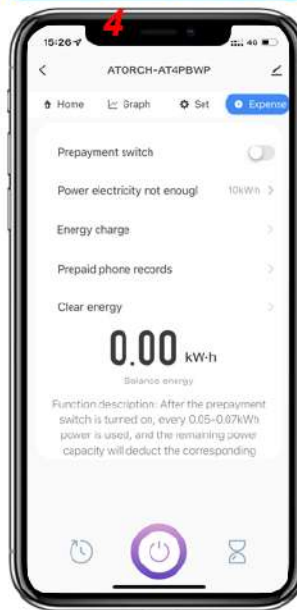 4
15:26
4G
ATORCH-AT4PBWP
Home Graph Set Expense
Prepayment switch
Power electricity not enougl 10kWh >
Energy charge >
Prepaid phone records >
Clear energy >
0.00 kW·h
Balance energy
Function description: After the prepayment
switch is turned on, every 0.05-0.07kWh
power is used, and the remaining power
capacity will deduct the corresponding